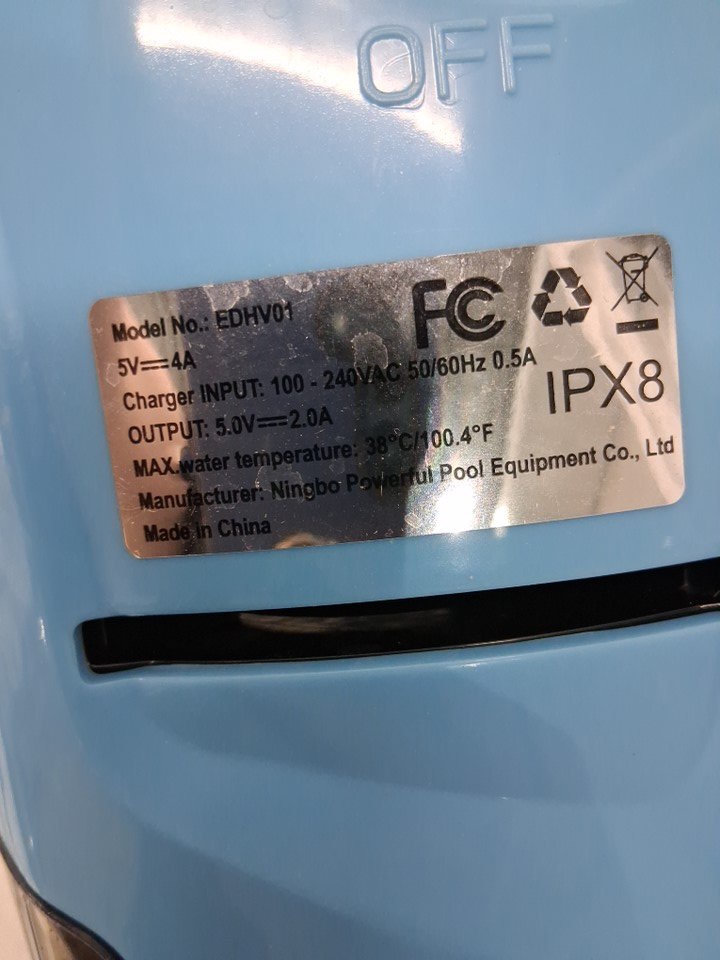 OFF
Model No.: EDHV01
FC
5V⎓4A
Charger INPUT: 100 - 240VAC 50/60Hz 0.5A
OUTPUT: 5.0V⎓2.0A
IPX8
MAX.water temperature: 38°C/100.4°F
Manufacturer: Ningbo Powerful Pool Equipment Co., Ltd
Made in China